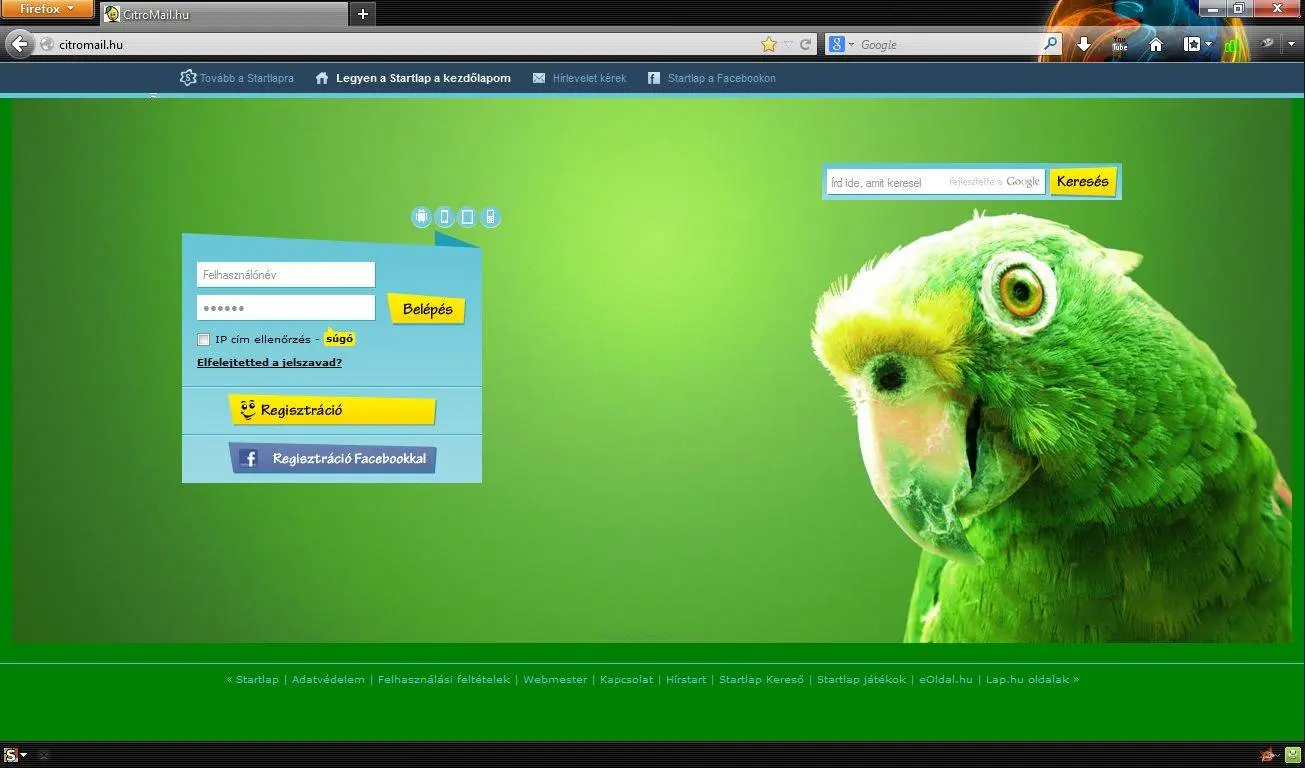 Firefox
CitroMail.hu
citromail.hu
Google
You
Tube
Tovább a Startlapra
Legyen a Startlap a kezdőlapom
Hírlevelet kérek
Startlap a Facebookon
Írd ide, amit keresel
fejlesztette a Google
Keresés
Felhasználónév
Belépés
IP cím ellenőrzés - súgó
Elfelejtetted a jelszavad?
Regisztráció
Regisztráció Facebookkal
« Startlap | Adatvédelem | Felhasználási feltételek | Webmester | Kapcsolat | Hírstart | Startlap Kereső | Startlap játékok | eOldal.hu | Lap.hu oldalak »